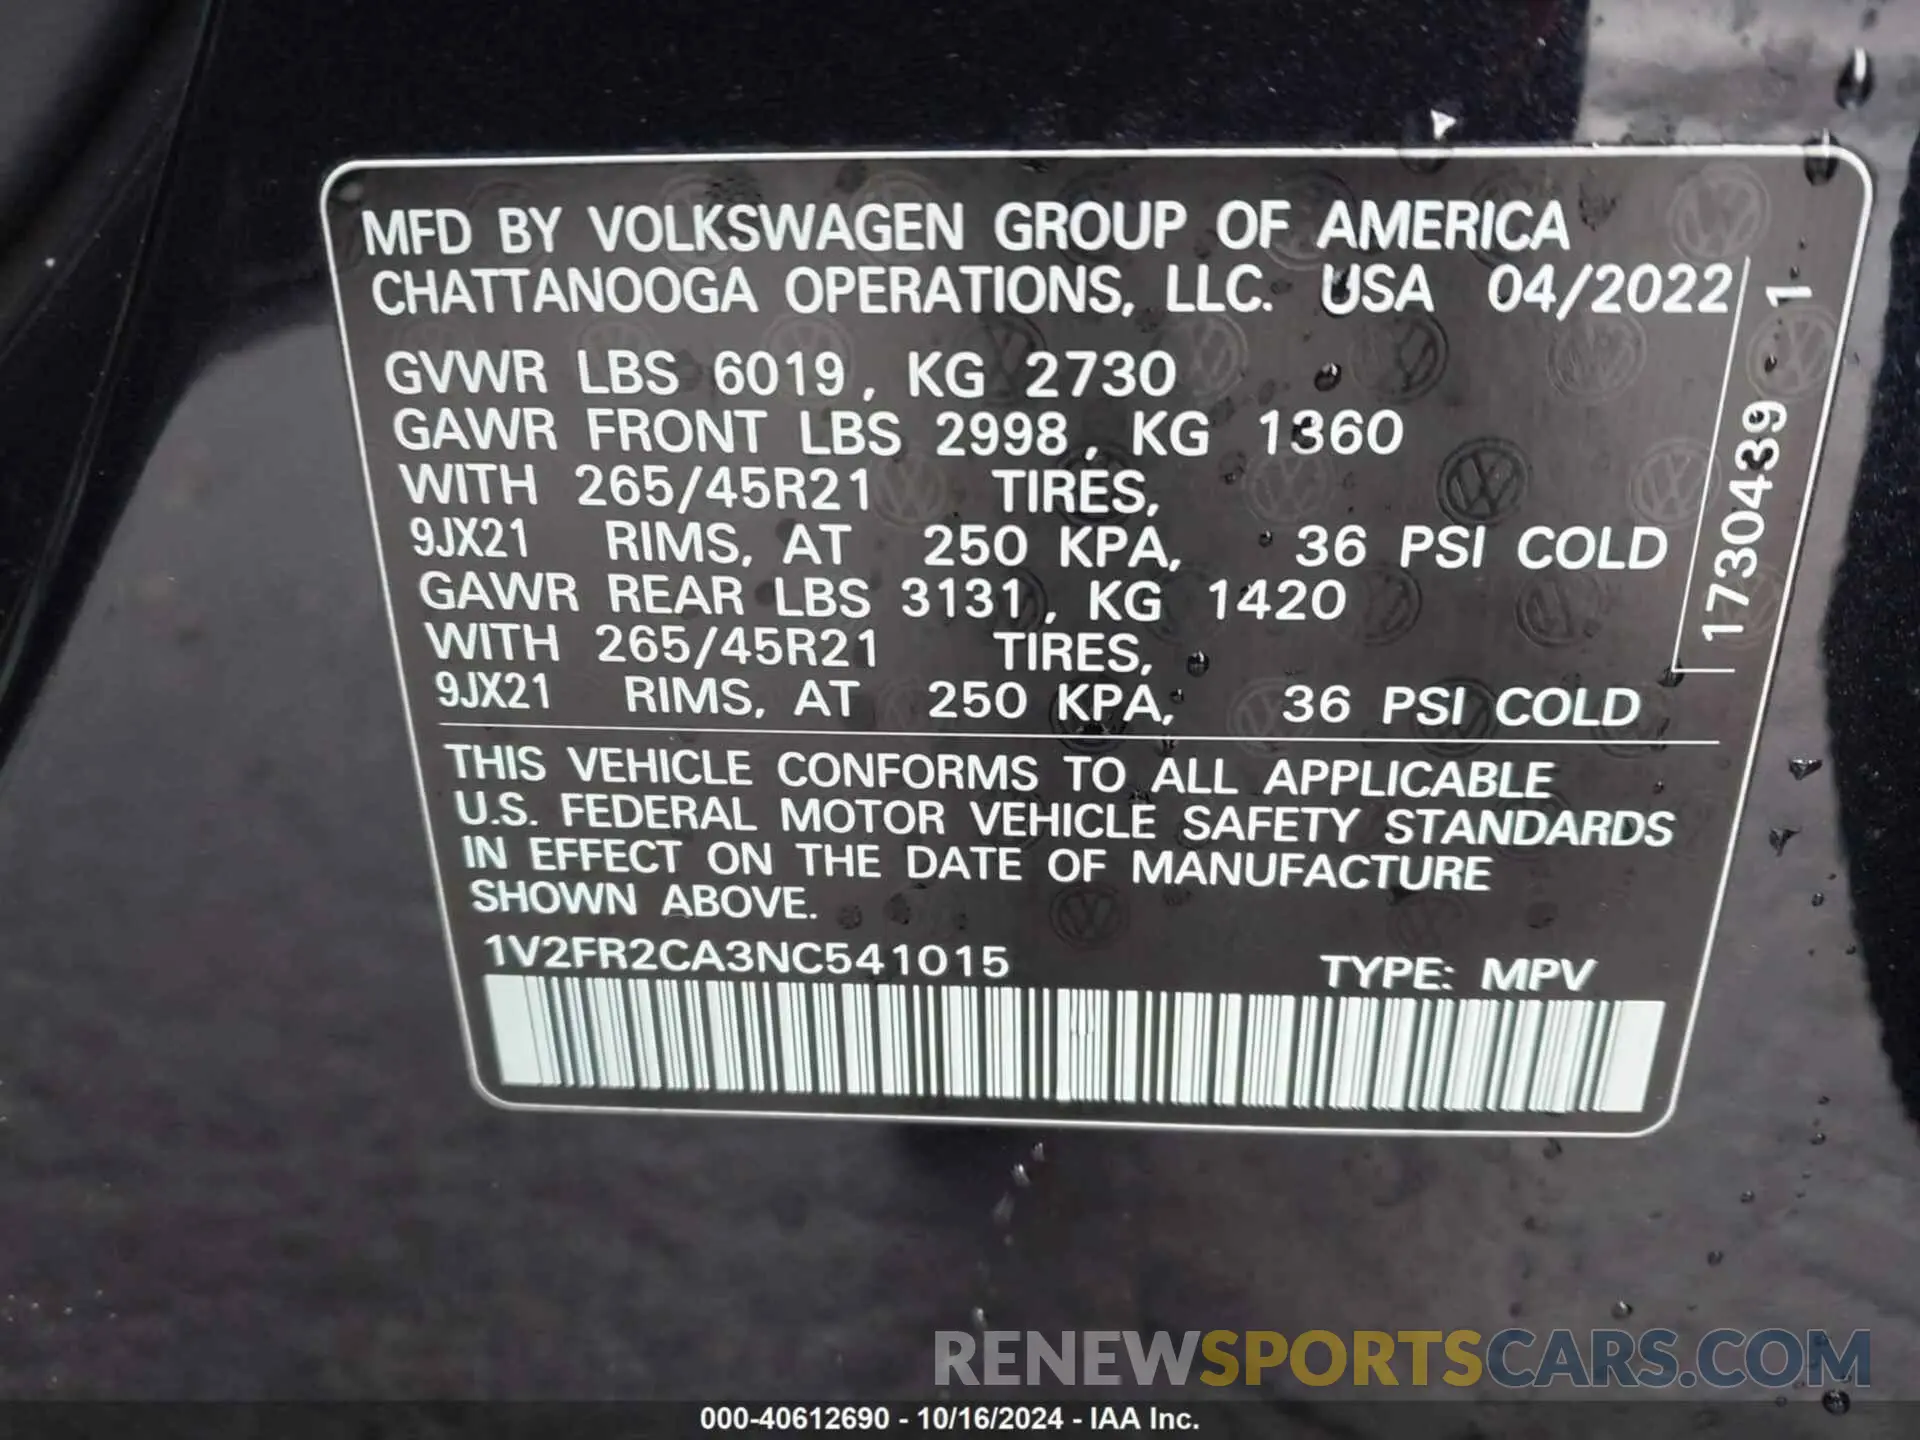 MFD BY VOLKSWAGEN GROUP OF AMERICA
CHATTANOOGA OPERATIONS, LLC. USA 04/2022
GVWR LBS 6019, KG 2730
GAWR FRONT LBS 2998, KG 1360
WITH 265/45R21 TIRES,
9JX21 RIMS, AT 250 KPA, 36 PSI COLD
GAWR REAR LBS 3131, KG 1420
WITH 265/45R21 TIRES,
9JX21 RIMS, AT 250 KPA, 36 PSI COLD
1730439 1
THIS VEHICLE CONFORMS TO ALL APPLICABLE
U.S. FEDERAL MOTOR VEHICLE SAFETY STANDARDS
IN EFFECT ON THE DATE OF MANUFACTURE
SHOWN ABOVE.
1V2FR2CA3NC541015 TYPE: MPV
RENEWSPORTSCARS.COM
000-40612690 - 10/16/2024 - IAA Inc.